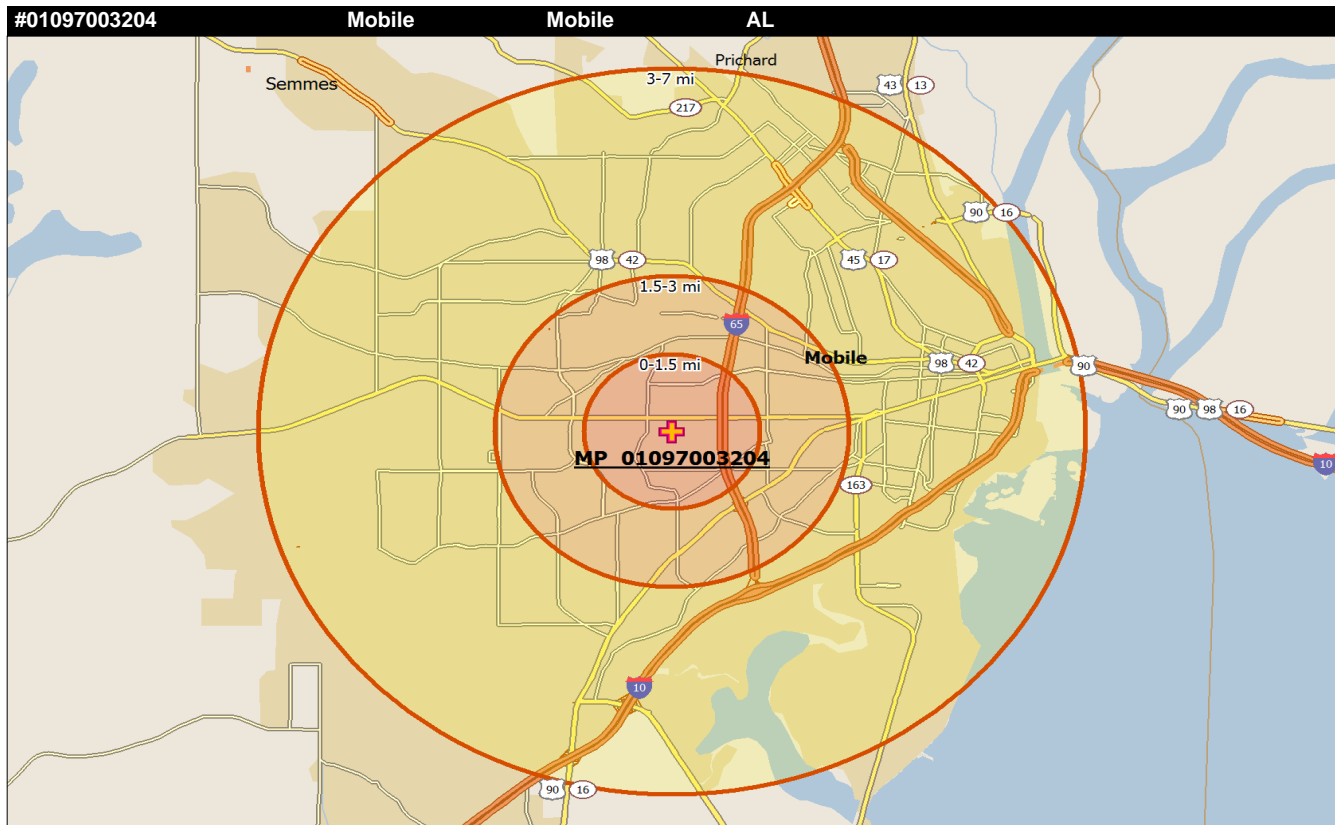 #01097003204 Mobile Mobile AL
Prichard
3-7 mi
Semmes
43 13
217
90 16
98 42
45 17
1.5-3 mi
65
Mobile
0-1.5 mi
98 42
90
90 98 16
MP 01097003204
10
163
10
90 16